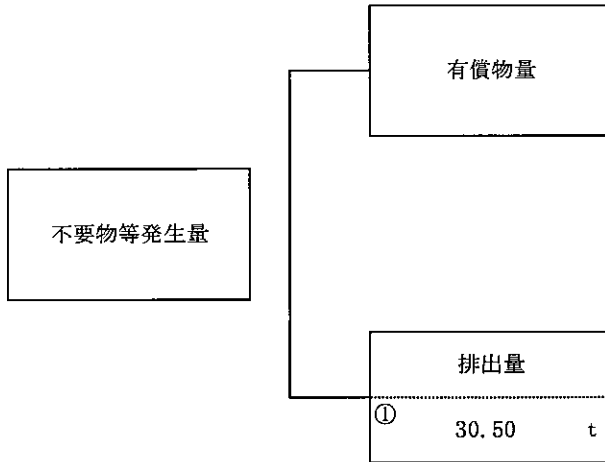 有償物量
不要物等発生量
排出量
①
30.50 t